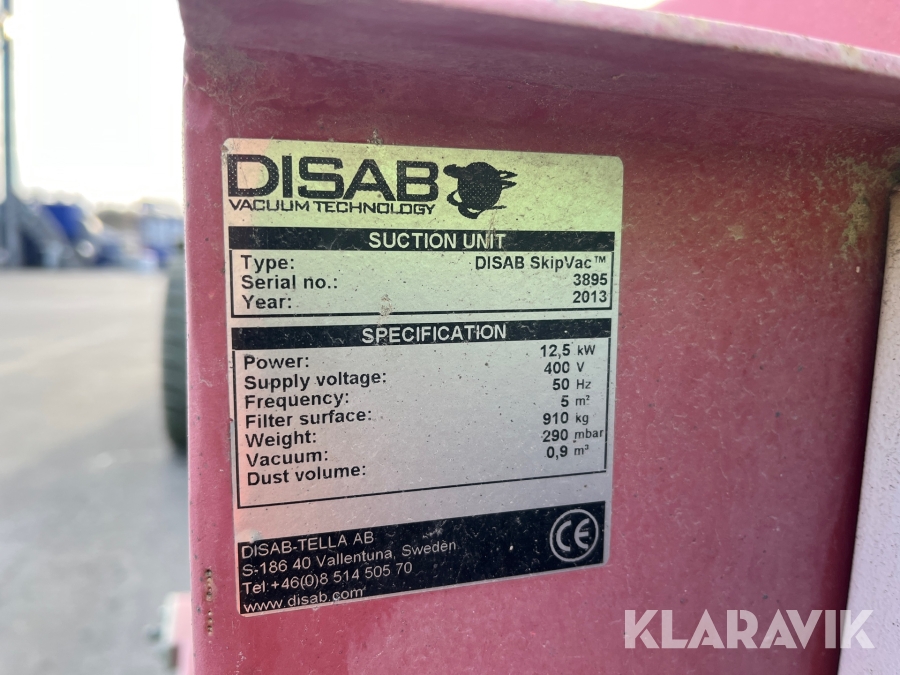 DISAB
VACUUM TECHNOLOGY
SUCTION UNIT
Type: DISAB SkipVac™
Serial no.: 3895
Year: 2013
SPECIFICATION
Power: 12,5 kW
Supply voltage: 400 V
Frequency: 50 Hz
Filter surface: 5 m²
Weight: 910 kg
Vacuum: 290 mbar
Dust volume: 0,9 m³
DISAB-TELLA AB
S-186 40 Vallentuna, Sweden
Tel +46(0)8 514 505 70
www.disab.com
CE
KLARAVIK